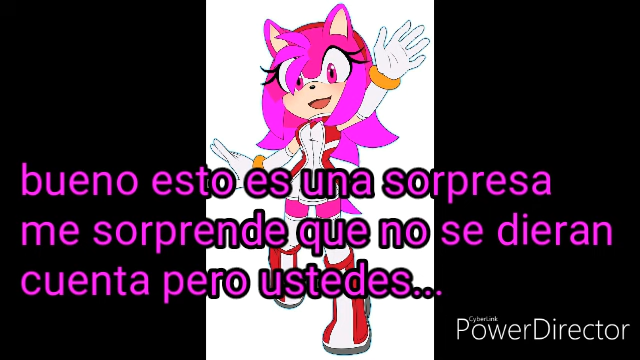 bueno esto es una sorpresa
me sorprende que no se dieran
cuenta pero ustedes...
CyberLink
PowerDirector